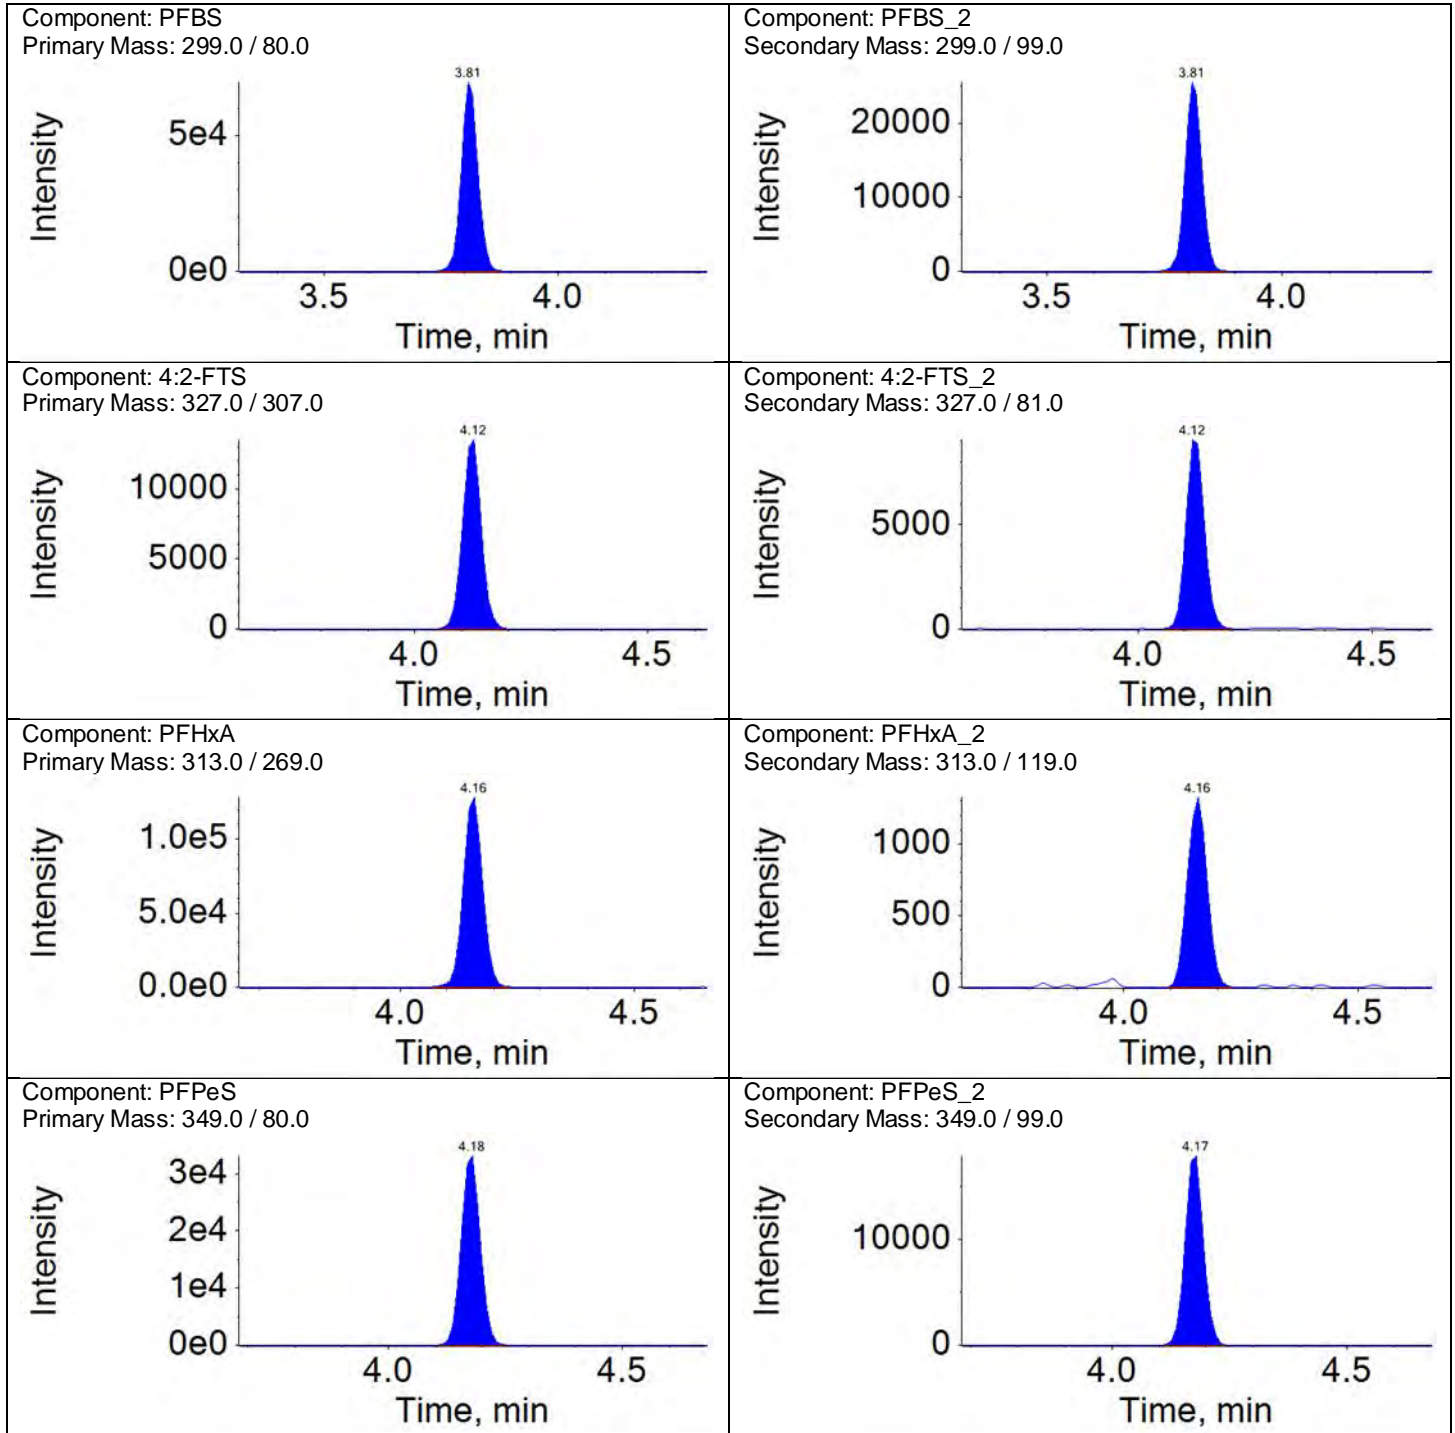 Component: PFBS
Primary Mass: 299.0 / 80.0
3.81
Intensity
5e4
0e0
3.5 4.0
Time, min
Component: PFBS_2
Secondary Mass: 299.0 / 99.0
3.81
Intensity
20000
10000
0
3.5 4.0
Time, min
Component: 4:2-FTS
Primary Mass: 327.0 / 307.0
4.12
Intensity
10000
5000
0
4.0 4.5
Time, min
Component: 4:2-FTS_2
Secondary Mass: 327.0 / 81.0
4.12
Intensity
5000
0
4.0 4.5
Time, min
Component: PFHxA
Primary Mass: 313.0 / 269.0
4.16
Intensity
1.0e5
5.0e4
0.0e0
4.0 4.5
Time, min
Component: PFHxA_2
Secondary Mass: 313.0 / 119.0
4.16
Intensity
1000
500
0
4.0 4.5
Time, min
Component: PFPeS
Primary Mass: 349.0 / 80.0
4.18
Intensity
3e4
2e4
1e4
0e0
4.0 4.5
Time, min
Component: PFPeS_2
Secondary Mass: 349.0 / 99.0
4.17
Intensity
10000
0
4.0 4.5
Time, min